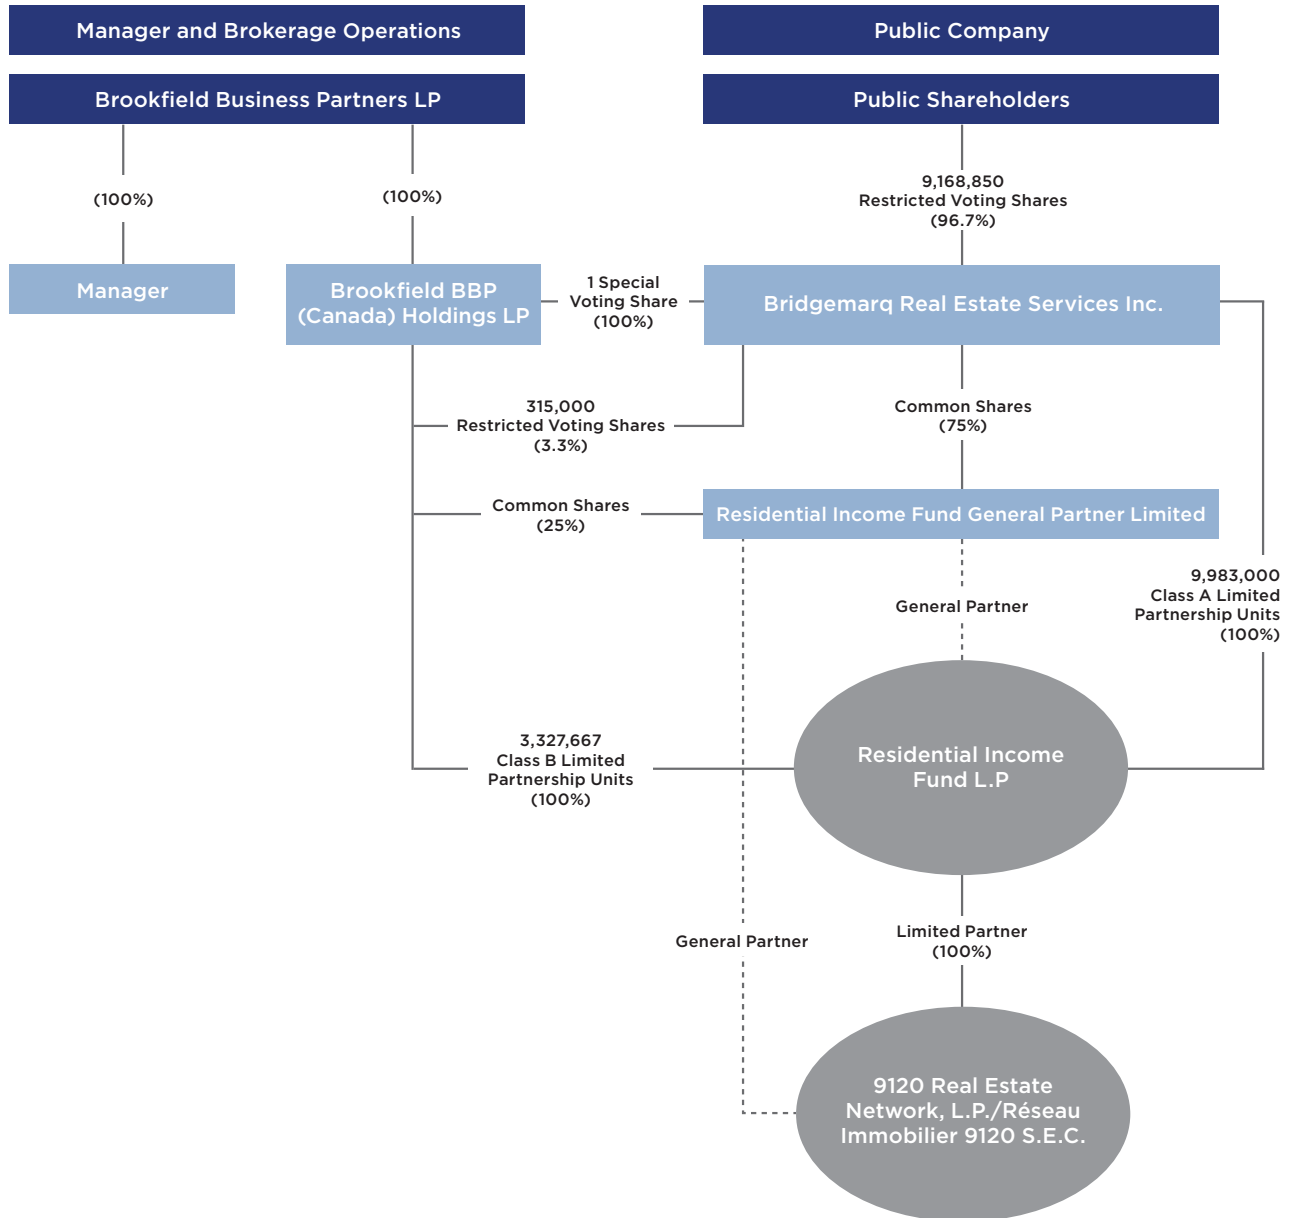 Manager and Brokerage Operations
Public Company
Brookfield Business Partners LP
Public Shareholders
(100%)
(100%)
9,168,850
Restricted Voting Shares
(96.7%)
Manager
Brookfield BBP
(Canada) Holdings LP
1 Special
Voting Share
(100%)
Bridgemarq Real Estate Services Inc.
315,000
Restricted Voting Shares
(3.3%)
Common Shares
(75%)
Common Shares
(25%)
Residential Income Fund General Partner Limited
9,983,000
Class A Limited
Partnership Units
(100%)
General Partner
3,327,667
Class B Limited
Partnership Units
(100%)
Residential Income
Fund L.P
General Partner
Limited Partner
(100%)
9120 Real Estate
Network, L.P./Réseau
Immobilier 9120 S.E.C.